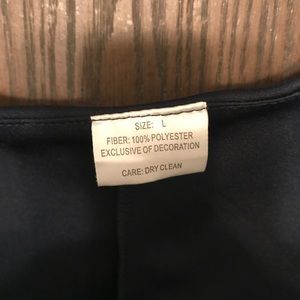 SIZE: L
FIBER: 100% POLYESTER
EXCLUSIVE OF DECORATION
CARE: DRY CLEAN